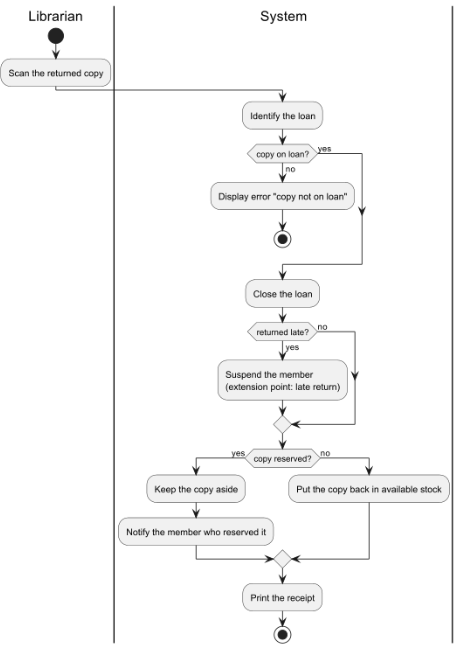 Librarian
System
Scan the returned copy
Identify the loan
copy on loan?
yes
no
Display error "copy not on loan"
Close the loan
returned late?
no
yes
Suspend the member
(extension point: late return)
copy reserved?
yes
no
Keep the copy aside
Put the copy back in available stock
Notify the member who reserved it
Print the receipt